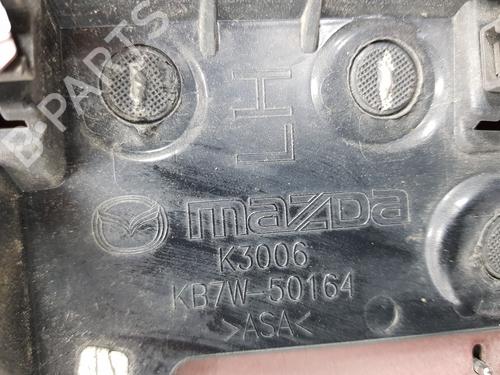 B-PARTS
LH
mazda
K3006
KB7W-50164
>ASA<